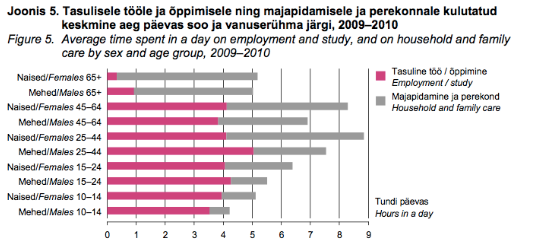 Joonis 5. Tasulisele tööle ja õppimisele ning majapidamisele ja perekonnale kulutatud
keskmine aeg päevas soo ja vanuserühma järgi, 2009–2010
Figure 5. Average time spent in a day on employment and study, and on household and family
care by sex and age group, 2009–2010
Naised/Females 65+
Mehed/Males 65+
Naised/Females 45–64
Mehed/Males 45–64
Naised/Females 25–44
Mehed/Males 25–44
Naised/Females 15–24
Mehed/Males 15–24
Naised/Females 10–14
Mehed/Males 10–14
0 1 2 3 4 5 6 7 8 9
Tasuline töö / õppimine
Employment / study
Majapidamine ja perekond
Household and family care
Tundi päevas
Hours in a day